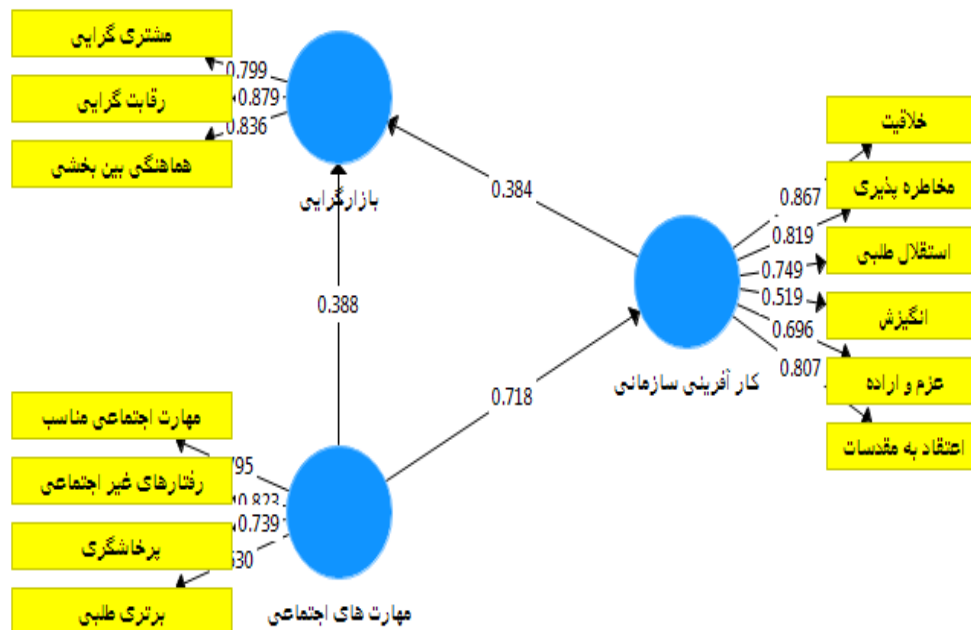 مشتری گرایی
0.799
رقابت گرایی
0.879
هماهنگی بین بخشی
0.836
بازارگرایی
0.384
0.388
0.718
خلاقیت
0.867
مخاطره پذیری
0.819
استقلال طلبی
0.749
انگیزش
0.519
عزم و اراده
0.696
اعتقاد به مقدسات
0.807
کار آفرینی سازمانی
مهارت اجتماعی مناسب
رفتارهای غیر اجتماعی
0.823
پرخاشگری
0.739
برتری طلبی
مهارت های اجتماعی